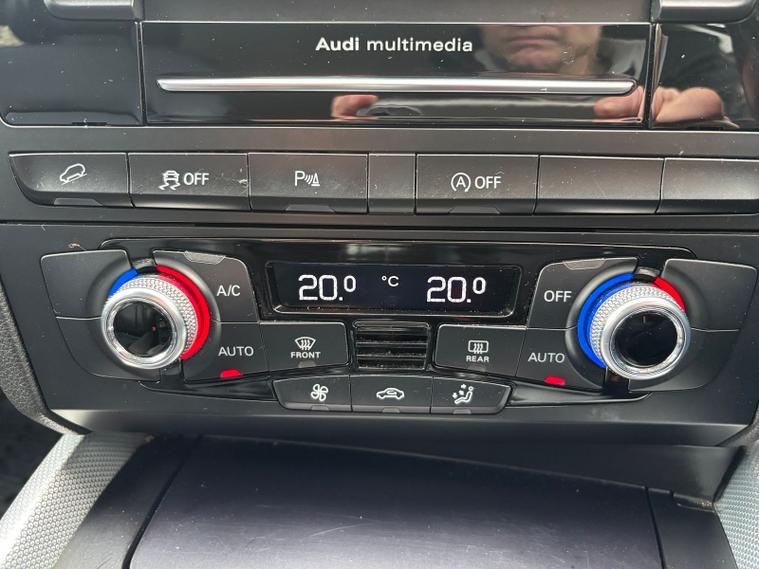 Audi multimedia
OFF
P
A OFF
A/C
20.0 °C 20.0
OFF
AUTO
FRONT
REAR
AUTO